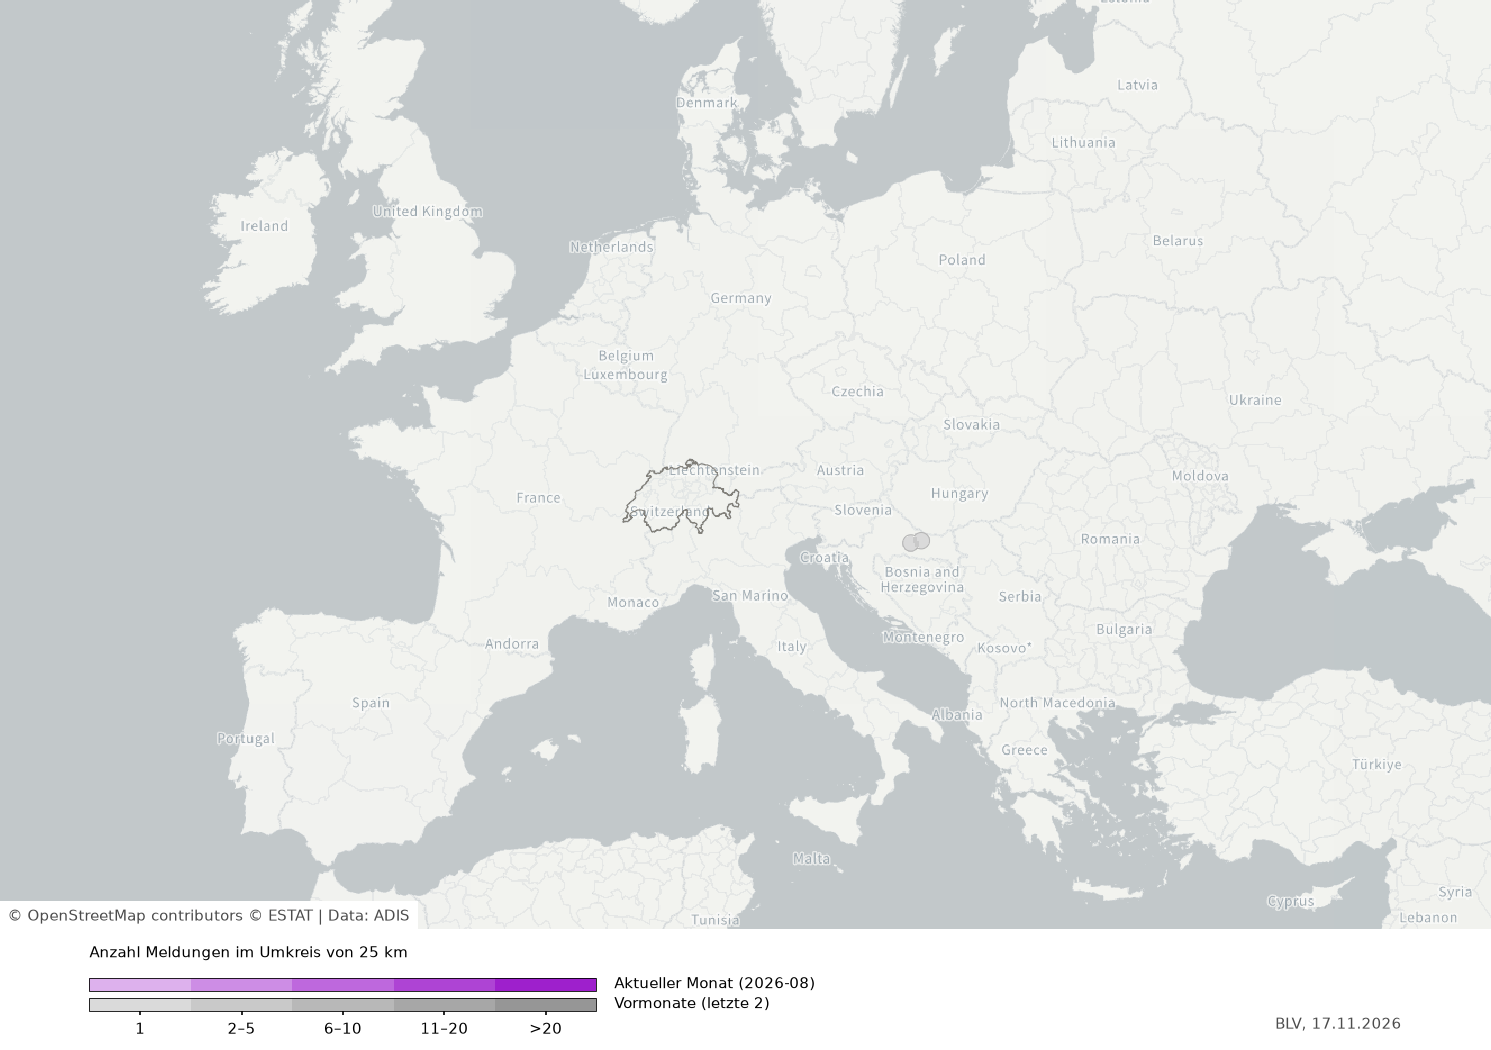 Estonia
Latvia
Denmark
Lithuania
United Kingdom
Ireland
Belarus
Netherlands
Poland
Germany
Belgium
Luxembourg
Czechia
Ukraine
Slovakia
Liechtenstein
Austria
Moldova
France
Hungary
Switzerland
Slovenia
Romania
Croatia
Bosnia and
Herzegovina
San Marino
Serbia
Monaco
Bulgaria
Andorra
Montenegro
Italy
Kosovo*
Spain
North Macedonia
Albania
Portugal
Greece
Türkiye
Malta
Cyprus
Syria
Tunisia
Lebanon
© OpenStreetMap contributors © ESTAT | Data: ADIS
Anzahl Meldungen im Umkreis von 25 km
Aktueller Monat (2026-08)
Vormonate (letzte 2)
1 2–5 6–10 11–20 >20
BLV, 17.11.2026